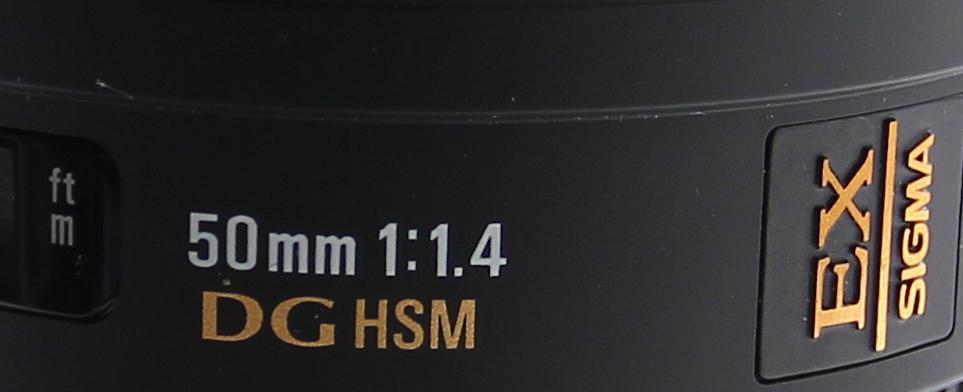 ft
m
50mm 1:1.4
DG HSM
EX
SIGMA